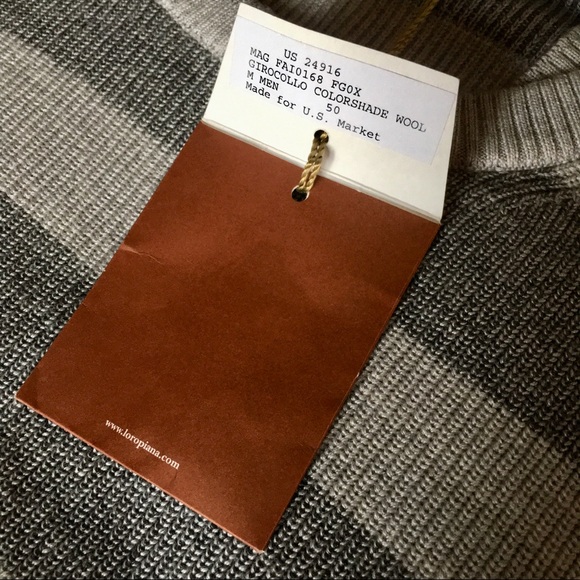 US 24916
MAG FAI0168 FG0X
GIROCOLLO COLORSHADE WOOL
M MEN 50
Made for U.S. Market
www.loropiana.com